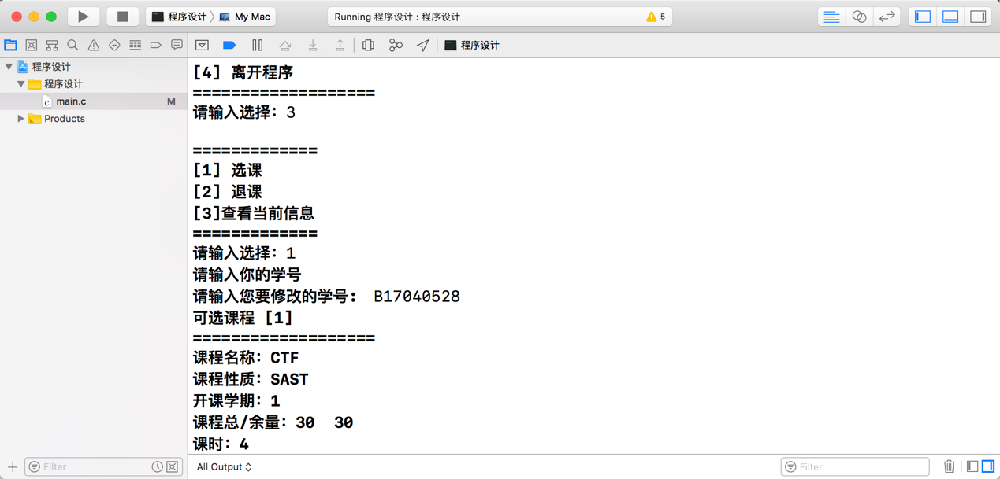 程序设计 〉 My Mac
Running 程序设计 : 程序设计
5
程序设计
程序设计
程序设计
main.c M
Products
[4] 离开程序
===================
请输入选择：3
=============
[1] 选课
[2] 退课
[3]查看当前信息
=============
请输入选择：1
请输入你的学号
请输入您要修改的学号： B17040528
可选课程 [1]
===================
课程名称：CTF
课程性质：SAST
开课学期：1
课程总/余量：30  30
课时：4
Filter
All Output
Filter